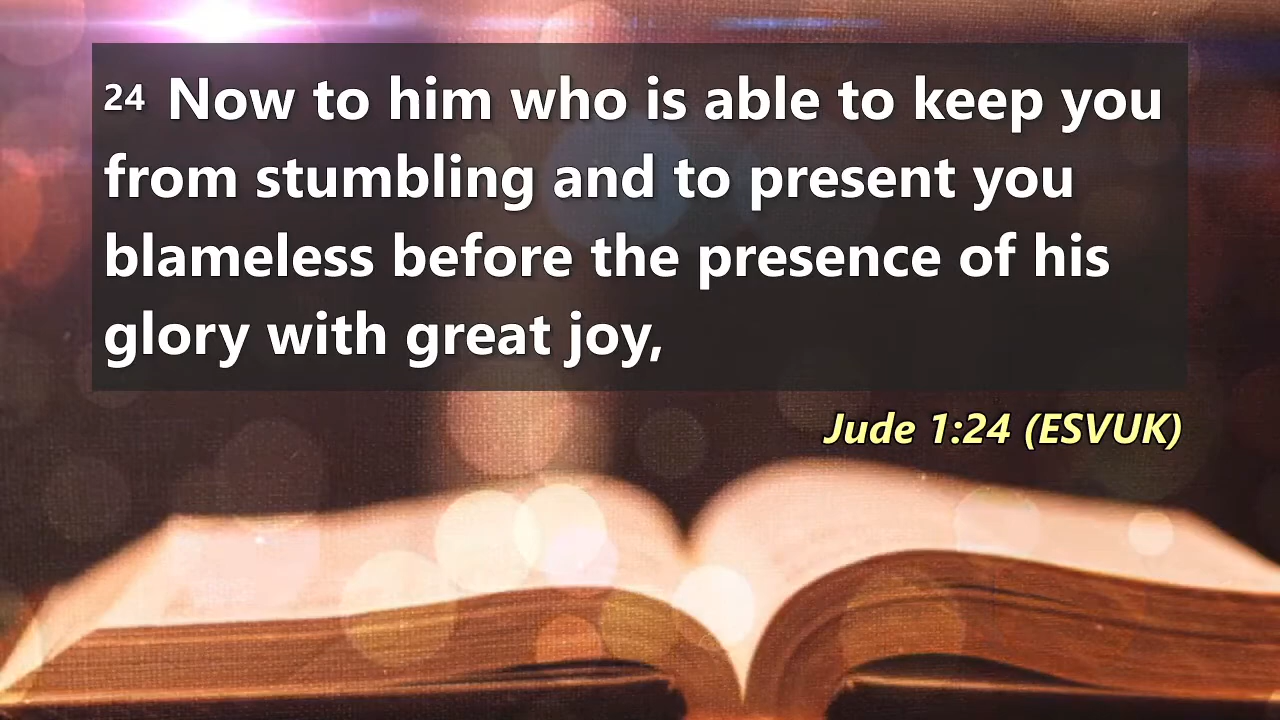 24 Now to him who is able to keep you
from stumbling and to present you
blameless before the presence of his
glory with great joy,
Jude 1:24 (ESVUK)